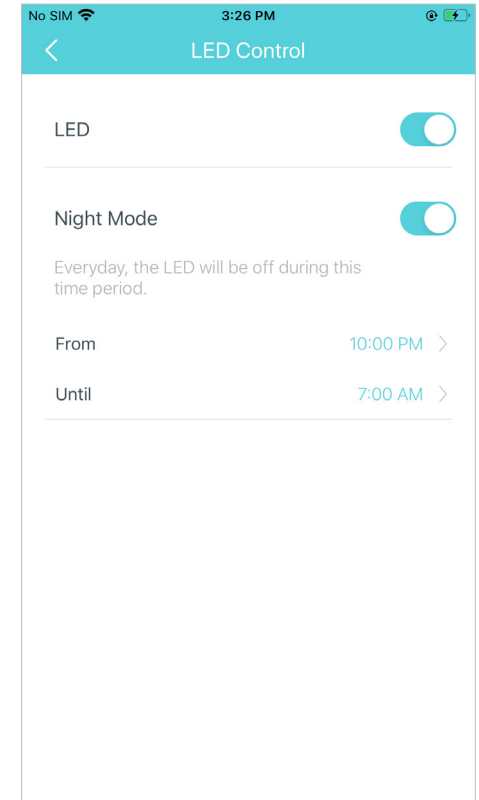 No SIM 3:26 PM
LED Control
LED
Night Mode
Everyday, the LED will be off during this
time period.
From 10:00 PM
Until 7:00 AM